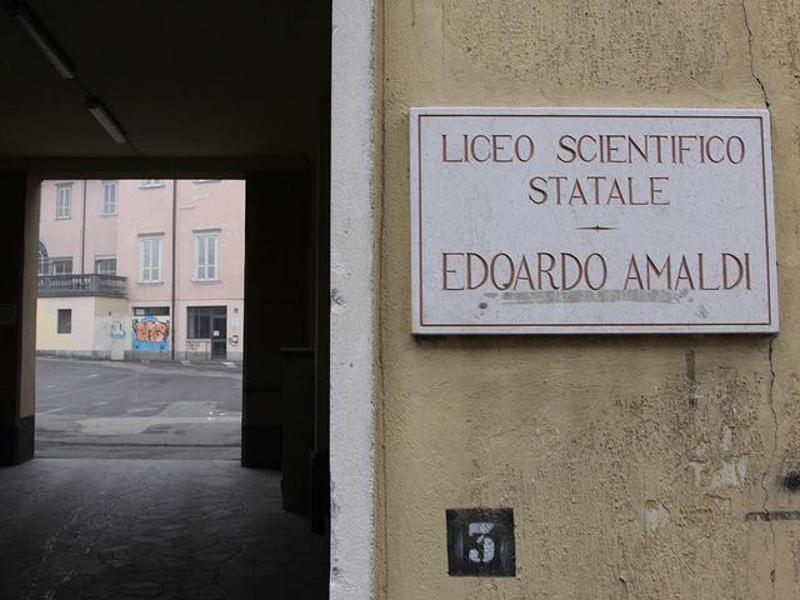 LICEO SCIENTIFICO
STATALE
EDOARDO AMALDI
3